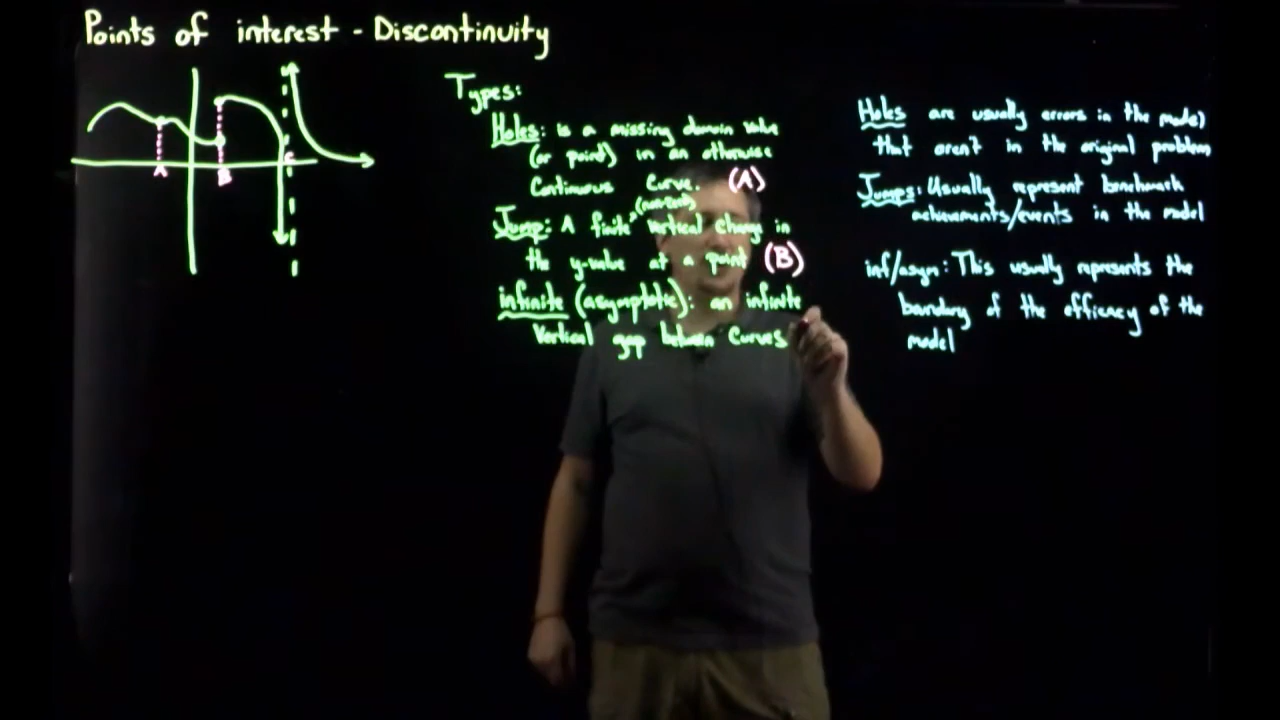 Points of interest - Discontinuity
A
B
C
Types:
Holes: is a missing domain value
(or point) in an otherwise
Continuous Curve. (A)
Jump: A finite, (non-zero) vertical change in
the y-value at a point (B)
infinite (asymptotic): an infinite
Vertical gap between Curves
Holes are usually errors in the model
that aren't in the original problem
Jumps: Usually represent benchmark
achievements/events in the model
inf/asym: This usually represents the
boundary of the efficency of the
model